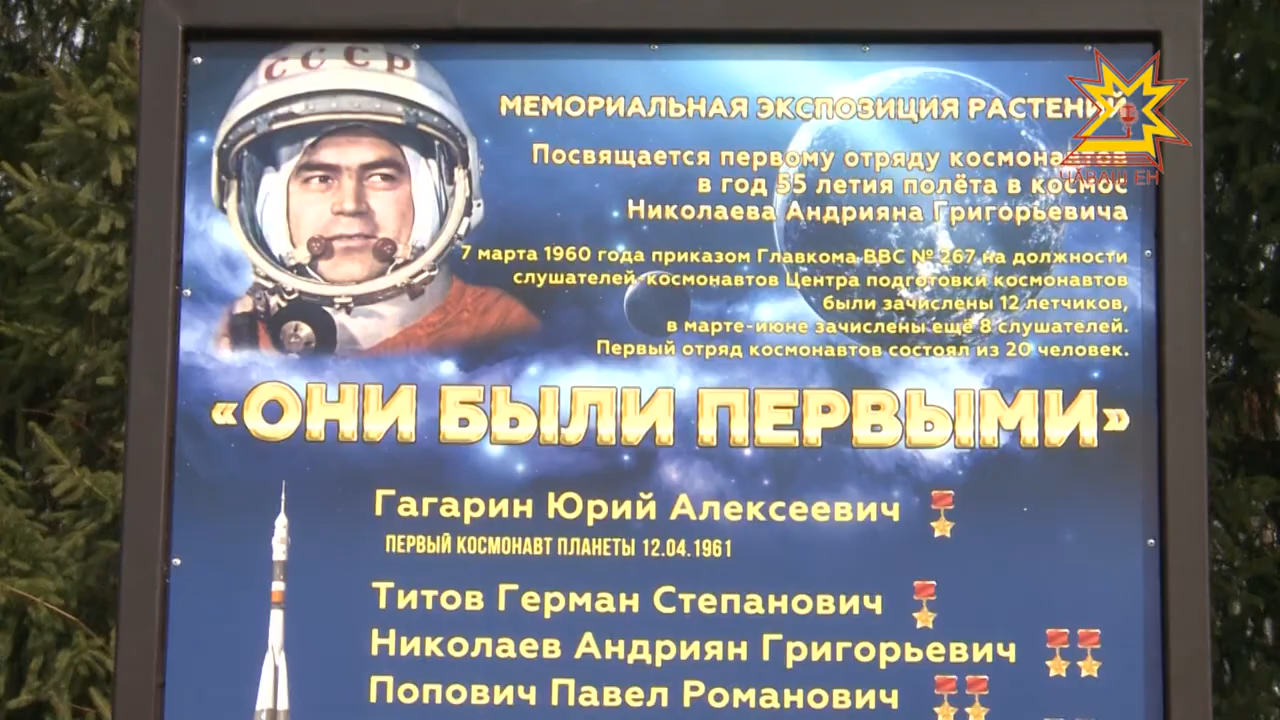 СССР
МЕМОРИАЛЬНАЯ ЭКСПОЗИЦИЯ РАСТЕНИЙ
Посвящается первому отряду космонавтов
в год 55 летия полёта в космос
Николаева Андрияна Григорьевича
ЧӐВАШ ЕН
7 марта 1960 года приказом Главкома ВВС № 267 на должности
слушателей-космонавтов Центра подготовки космонавтов
были зачислены 12 летчиков,
в марте-июне зачислены ещё 8 слушателей.
Первый отряд космонавтов состоял из 20 человек.
«ОНИ БЫЛИ ПЕРВЫМИ»
Гагарин Юрий Алексеевич
ПЕРВЫЙ КОСМОНАВТ ПЛАНЕТЫ 12.04.1961
Титов Герман Степанович
Николаев Андриян Григорьевич
Попович Павел Романович